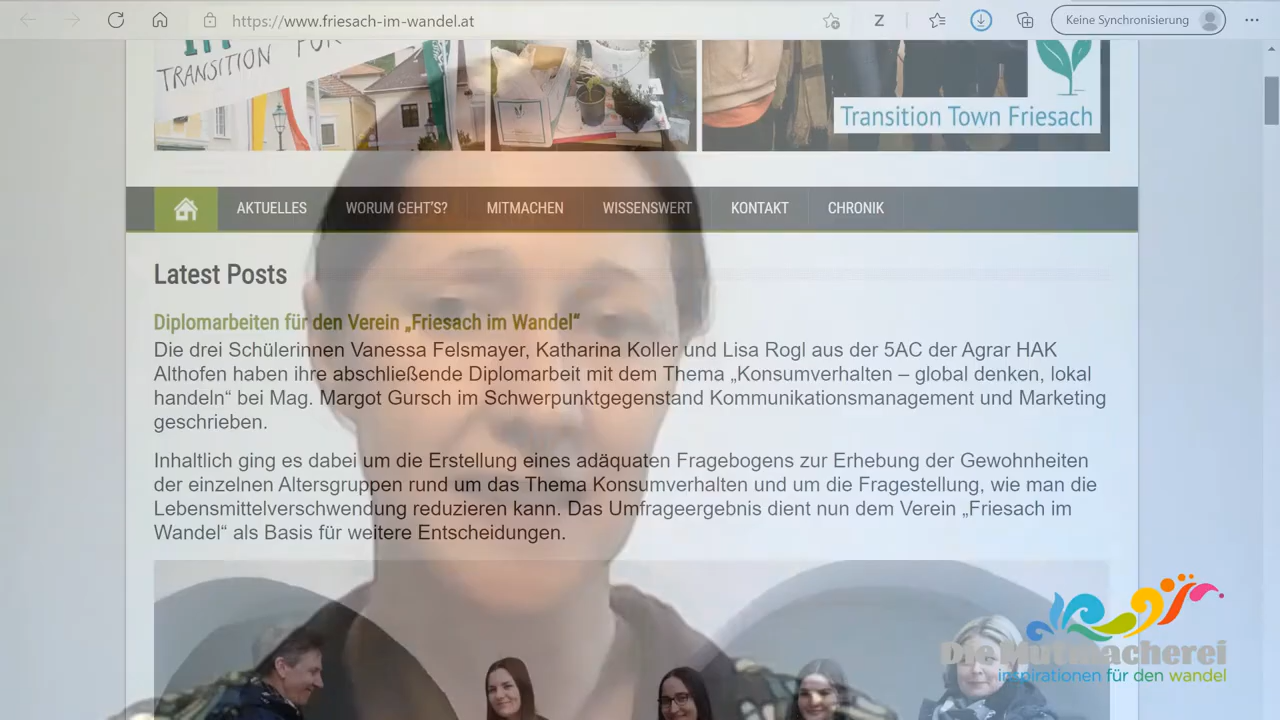 https://www.friesach-im-wandel.at
Z
Keine Synchronisierung
TRANSITION
Transition Town Friesach
AKTUELLES
WORUM GEHT'S?
MITMACHEN
WISSENSWERT
KONTAKT
CHRONIK
Latest Posts
Diplomarbeiten für den Verein „Friesach im Wandel“
Die drei Schülerinnen Vanessa Felsmayer, Katharina Koller und Lisa Rogl aus der 5AC der Agrar HAK
Althofen haben ihre abschließende Diplomarbeit mit dem Thema „Konsumverhalten – global denken, lokal
handeln“ bei Mag. Margot Gursch im Schwerpunktgegenstand Kommunikationsmanagement und Marketing
geschrieben.
Inhaltlich ging es dabei um die Erstellung eines adäquaten Fragebogens zur Erhebung der Gewohnheiten
der einzelnen Altersgruppen rund um das Thema Konsumverhalten und um die Fragestellung, wie man die
Lebensmittelverschwendung reduzieren kann. Das Umfrageergebnis dient nun dem Verein „Friesach im
Wandel“ als Basis für weitere Entscheidungen.
Die Mutmacherei
inspirationen für den wandel